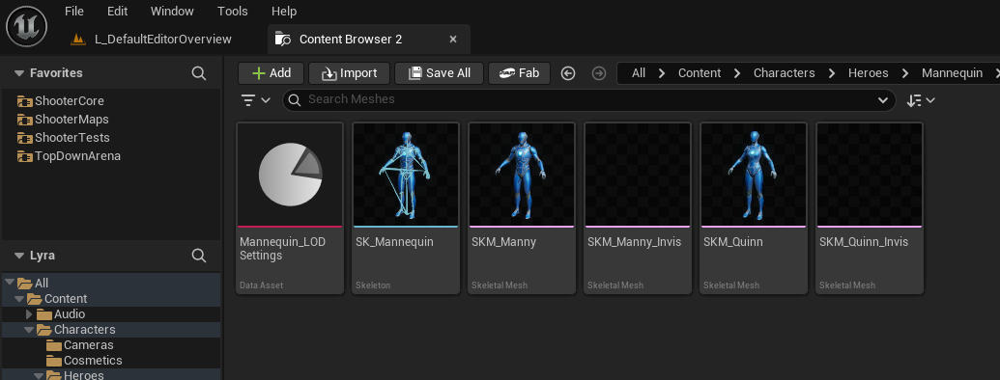 File Edit Window Tools Help
L_DefaultEditorOverview
Content Browser 2
Favorites
ShooterCore
ShooterMaps
ShooterTests
TopDownArena
Lyra
All
Content
Audio
Characters
Cameras
Cosmetics
Heroes
Add Import Save All Fab
All Content Characters Heroes Mannequin
Search Meshes
Mannequin_LOD
Settings
Data Asset
SK_Mannequin
Skeleton
SKM_Manny
Skeletal Mesh
SKM_Manny_Invis
Skeletal Mesh
SKM_Quinn
Skeletal Mesh
SKM_Quinn_Invis
Skeletal Mesh